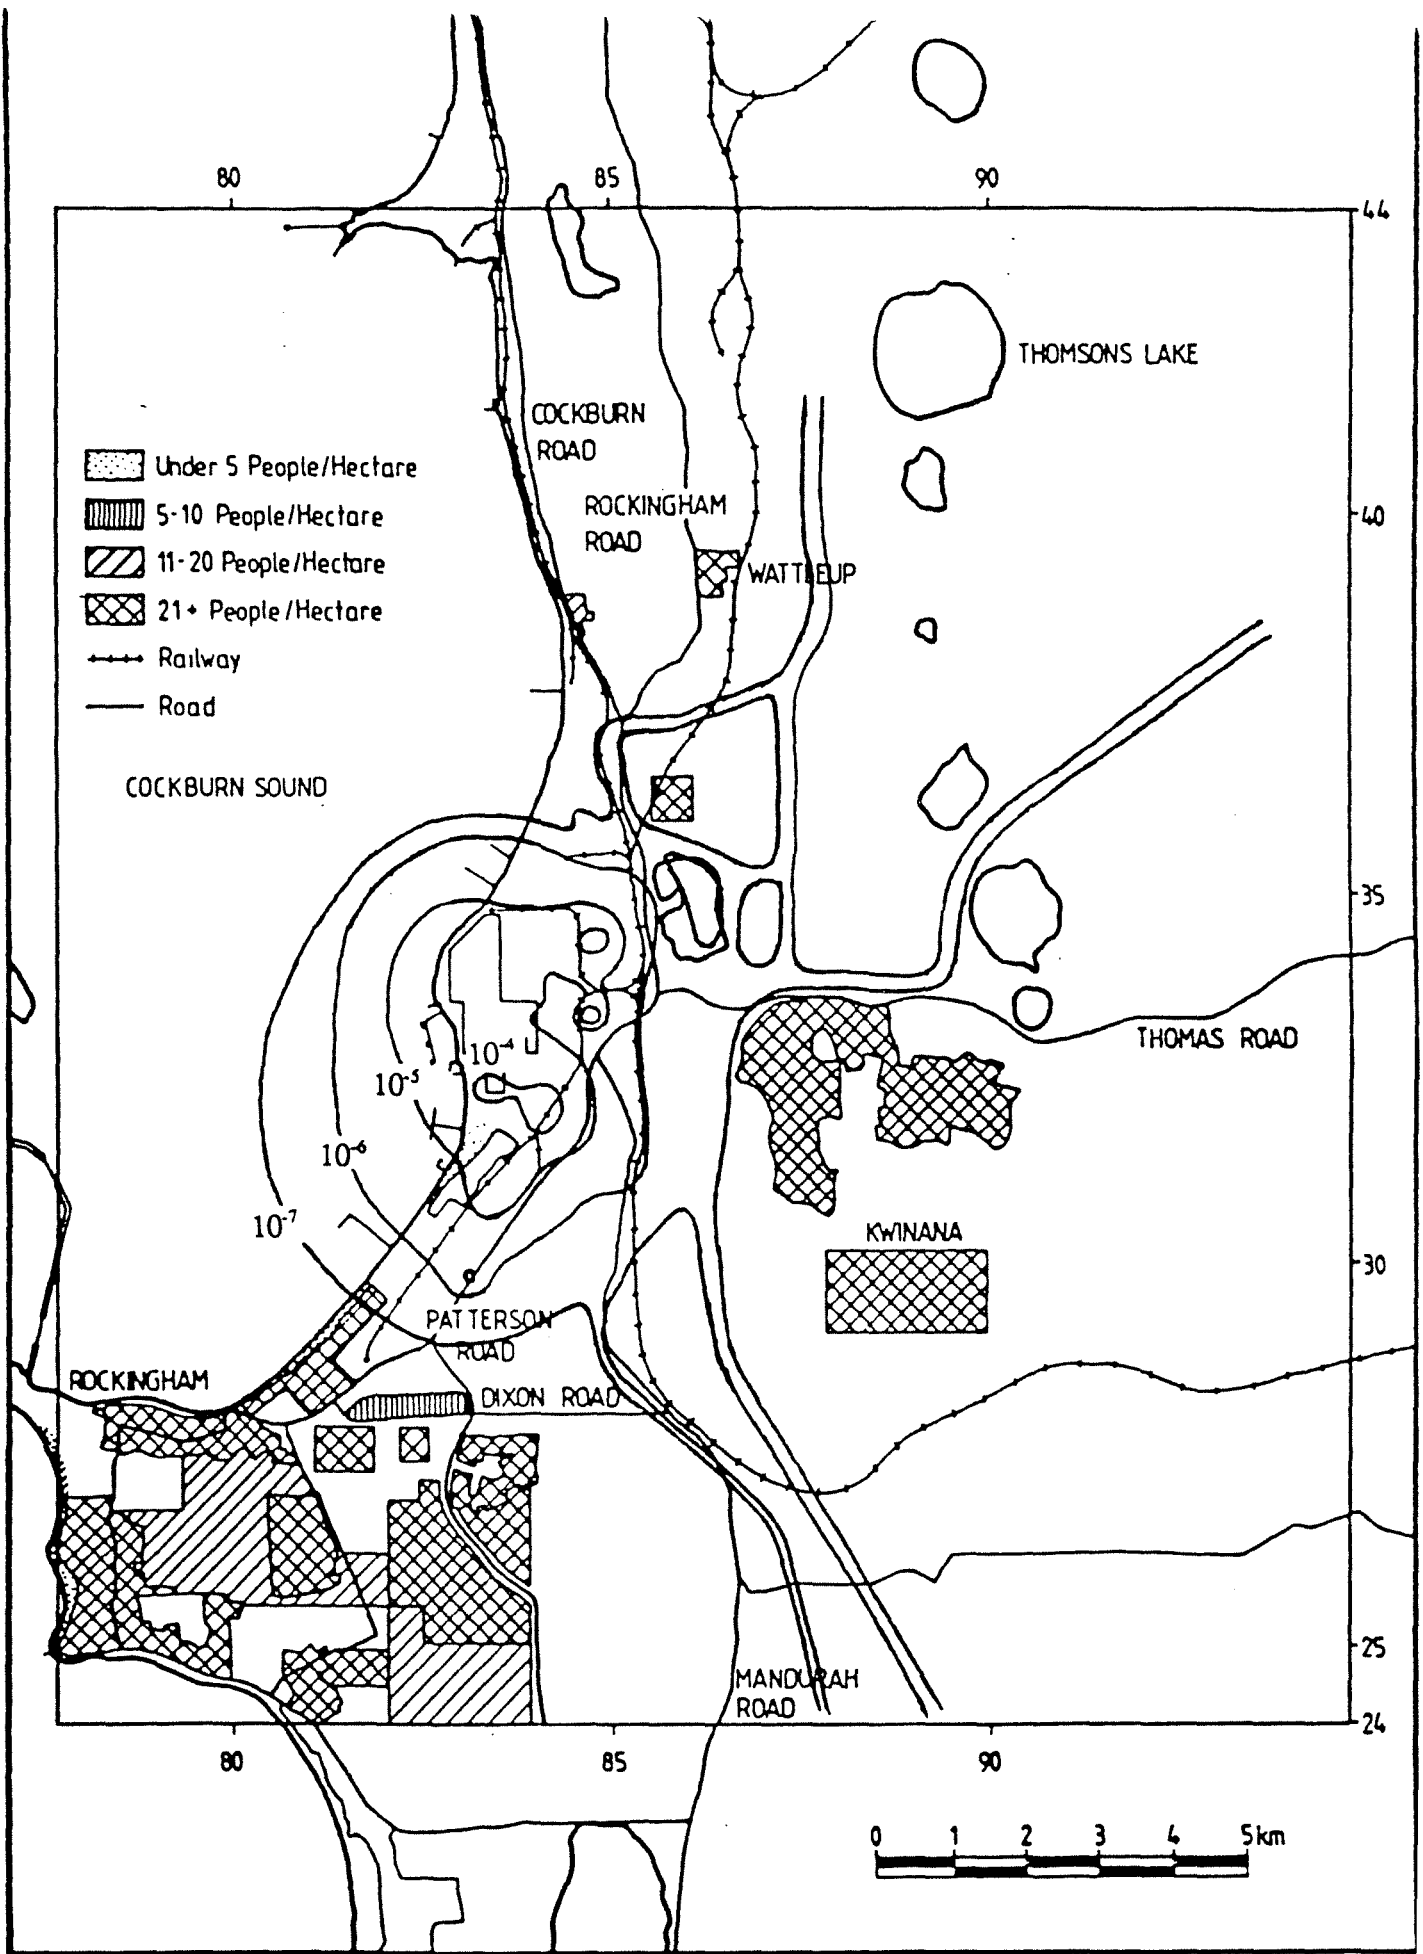 80
85
90
44
THOMSONS LAKE
COCKBURN
ROAD
Under 5 People/Hectare
5-10 People/Hectare
11-20 People/Hectare
21+ People/Hectare
Railway
Road
ROCKINGHAM
ROAD
40
WATTLEUP
COCKBURN SOUND
35
THOMAS ROAD
10⁻⁴
10⁻⁵
10⁻⁶
10⁻⁷
KWINANA
30
PATTERSON
ROAD
ROCKINGHAM
DIXON ROAD
25
MANDURAH
ROAD
24
80
85
90
0 1 2 3 4 5km